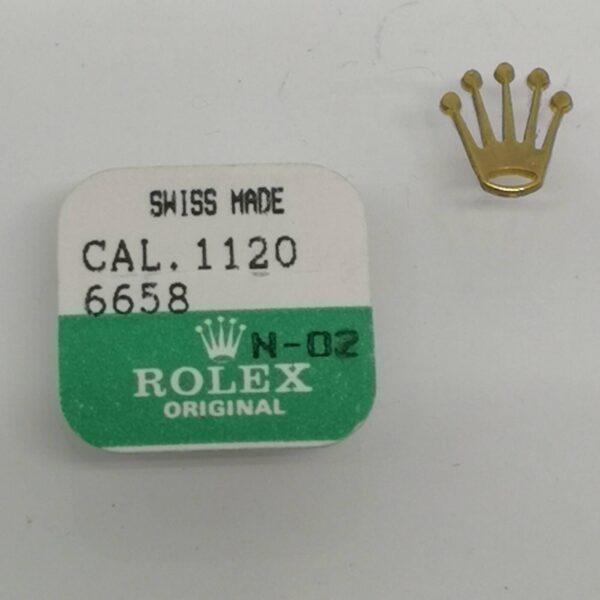 SWISS MADE
CAL. 1120
6658
N-02
ROLEX
ORIGINAL